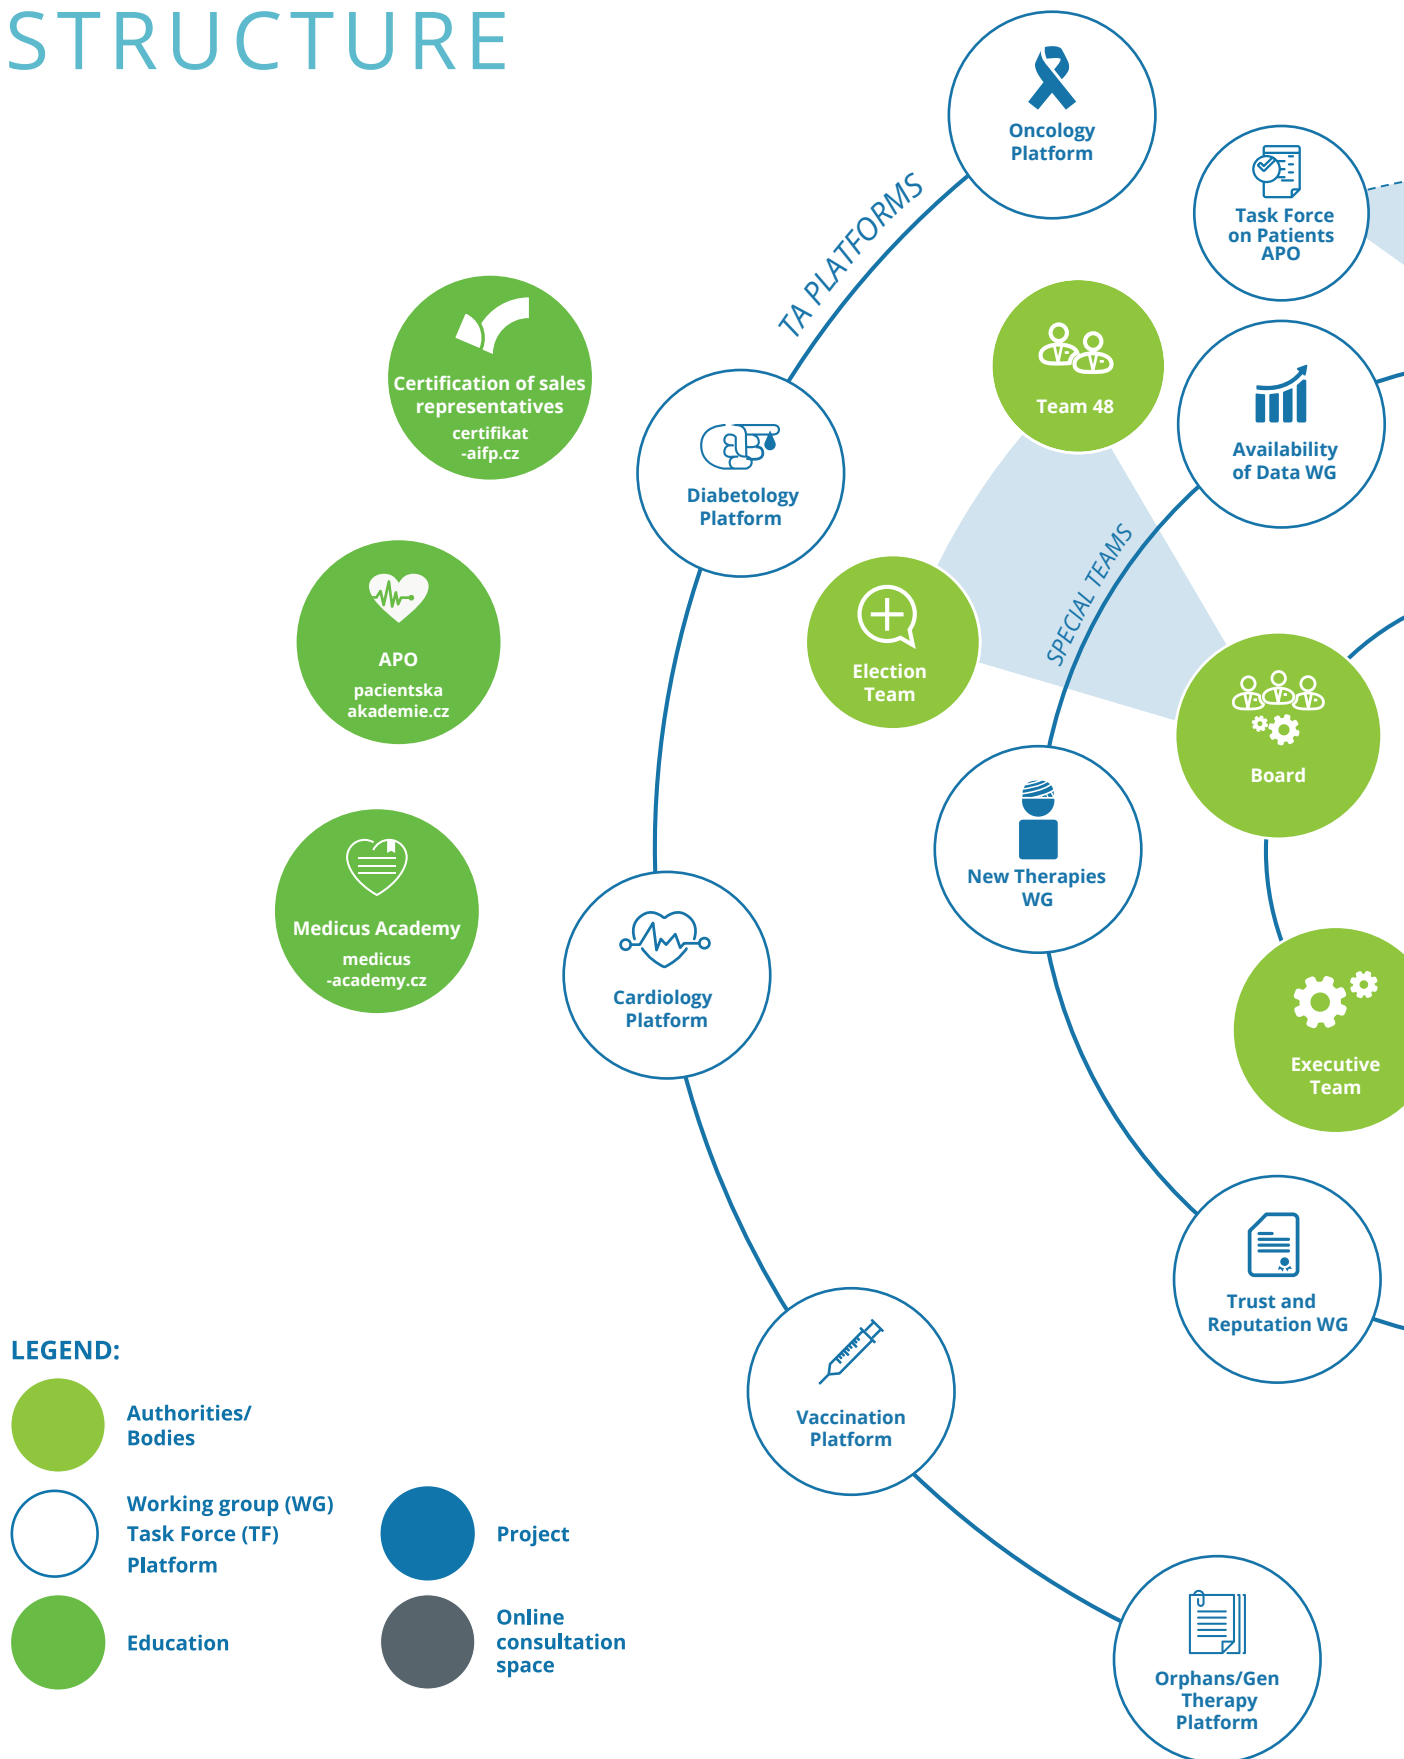 STRUCTURE
Oncology
Platform
Task Force
on Patients
APO
TA PLATFORMS
Certification of sales
representatives
certifikat
-aifp.cz
Team 48
Availability
of Data WG
Diabetology
Platform
SPECIAL TEAMS
APO
pacientska
akademie.cz
Election
Team
Board
New Therapies
WG
Medicus Academy
medicus
-academy.cz
Cardiology
Platform
Executive
Team
Trust and
Reputation WG
Vaccination
Platform
Orphans/Gen
Therapy
Platform
LEGEND:
Authorities/
Bodies
Working group (WG)
Task Force (TF)
Platform
Project
Education
Online
consultation
space